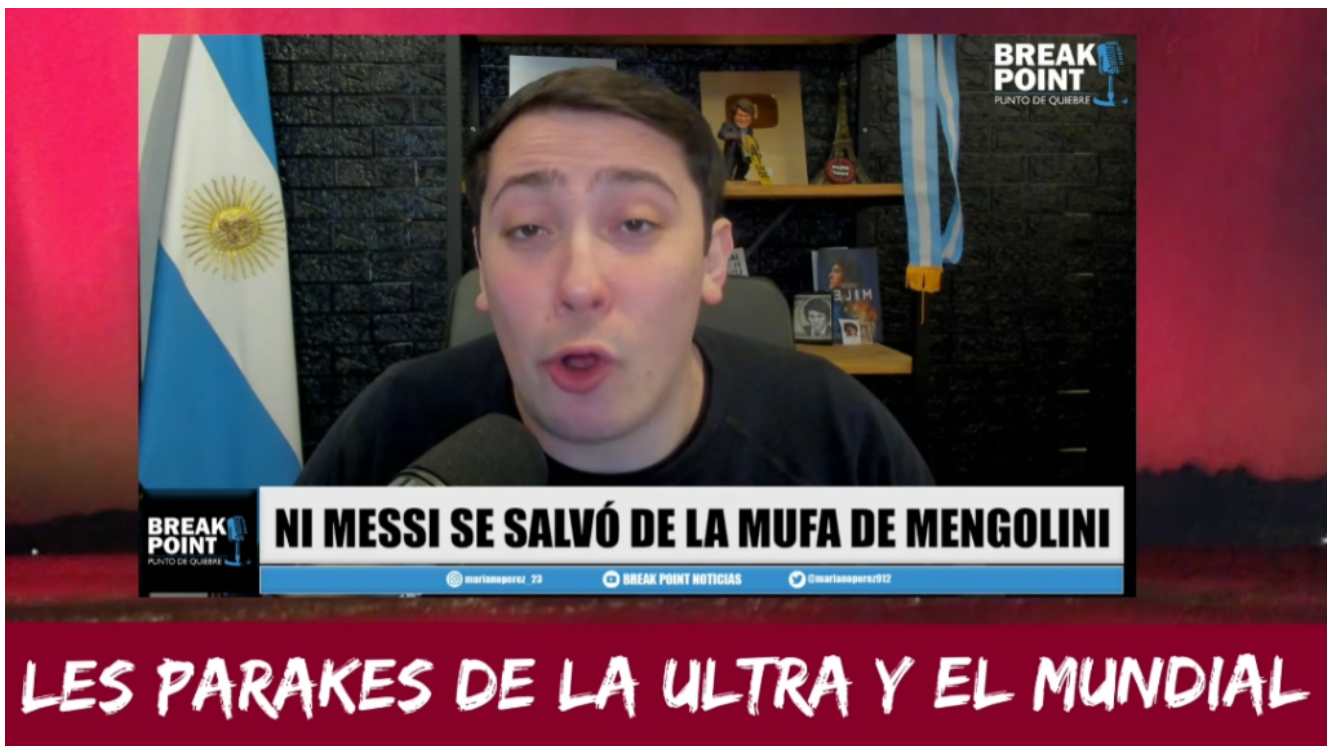 BREAK
POINT
PUNTO DE QUIEBRE
MILEI
BREAK
POINT
PUNTO DE QUIEBRE
NI MESSI SE SALVÓ DE LA MUFA DE MENGOLINI
marianoperez_23 BREAK POINT NOTICIAS @marianoperez912
LES PARAKES DE LA ULTRA Y EL MUNDIAL